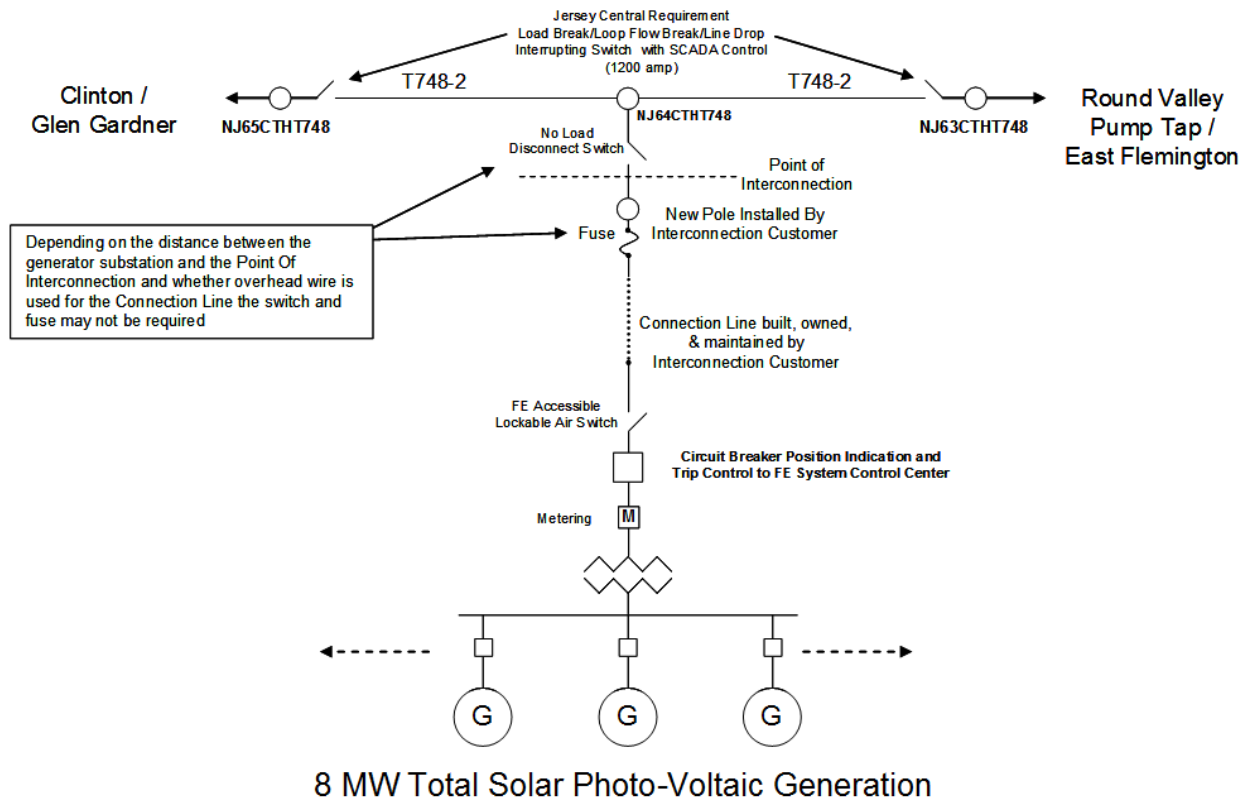 Jersey Central Requirement
Load Break/Loop Flow Break/Line Drop
Interrupting Switch with SCADA Control
(1200 amp)
T748-2
T748-2
Clinton /
Glen Gardner
NJ65CTHT748
NJ64CTHT748
NJ63CTHT748
Round Valley
Pump Tap /
East Flemington
No Load
Disconnect Switch
Point of
Interconnection
Fuse
New Pole Installed By
Interconnection Customer
Depending on the distance between the
generator substation and the Point Of
Interconnection and whether overhead wire is
used for the Connection Line the switch and
fuse may not be required
Connection Line built, owned,
& maintained by
Interconnection Customer
FE Accessible
Lockable Air Switch
Circuit Breaker Position Indication and
Trip Control to FE System Control Center
Metering
M
G
G
G
8 MW Total Solar Photo-Voltaic Generation